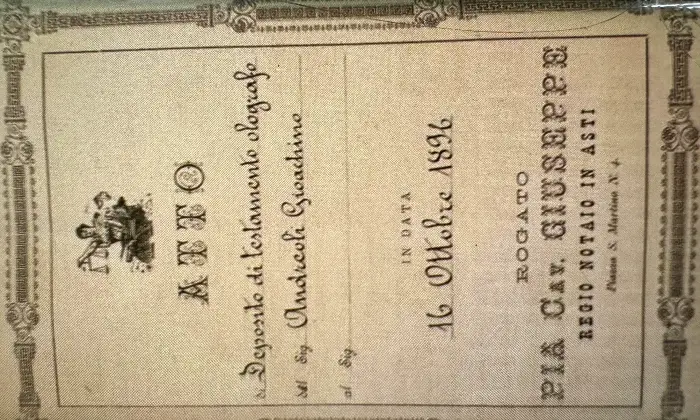 ATTO
di Deposito di testamento olografo
del Sig. Andreoli Gioachino
al Sig.
IN DATA
16 Ottobre 1896
ROGATO
PIA CAV. GIUSEPPE
REGIO NOTAIO IN ASTI
Piazza S. Martino N. 4.